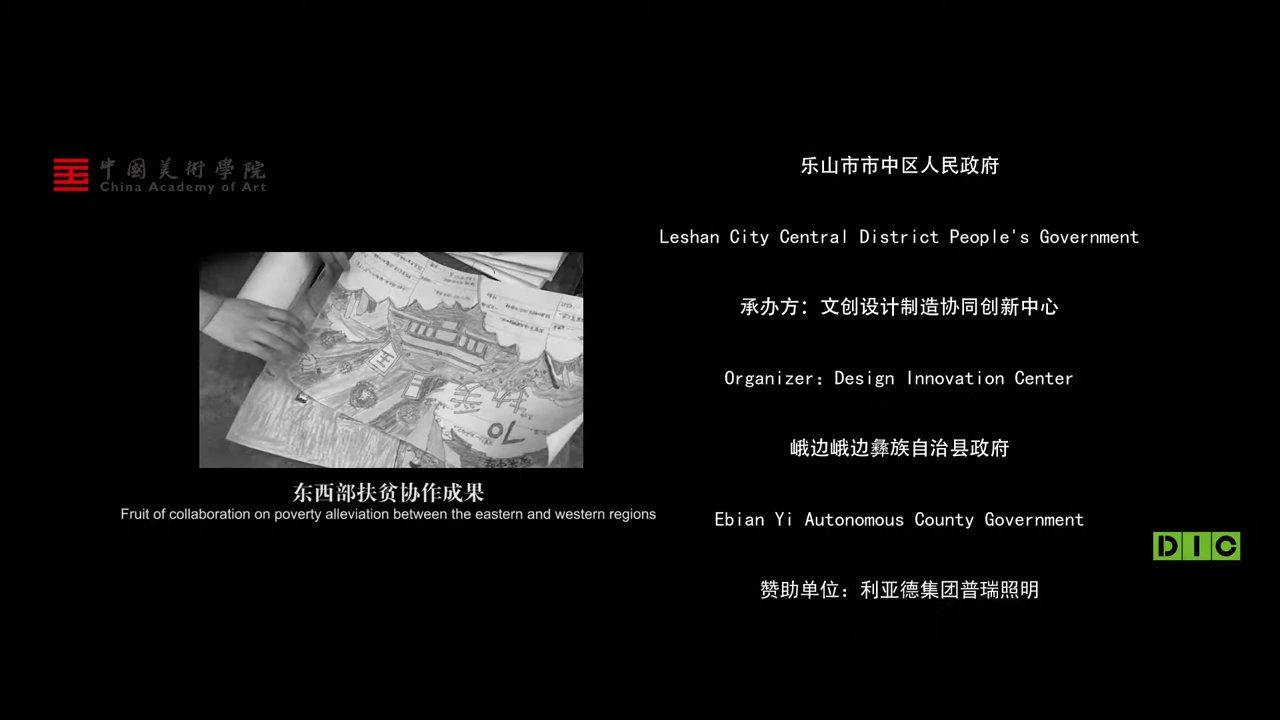 中國美術學院
China Academy of Art
70
东西部扶贫协作成果
Fruit of collaboration on poverty alleviation between the eastern and western regions
乐山市市中区人民政府
Leshan City Central District People's Government
承办方：文创设计制造协同创新中心
Organizer：Design Innovation Center
峨边峨边彝族自治县政府
Ebian Yi Autonomous County Government
赞助单位：利亚德集团普瑞照明
DIC